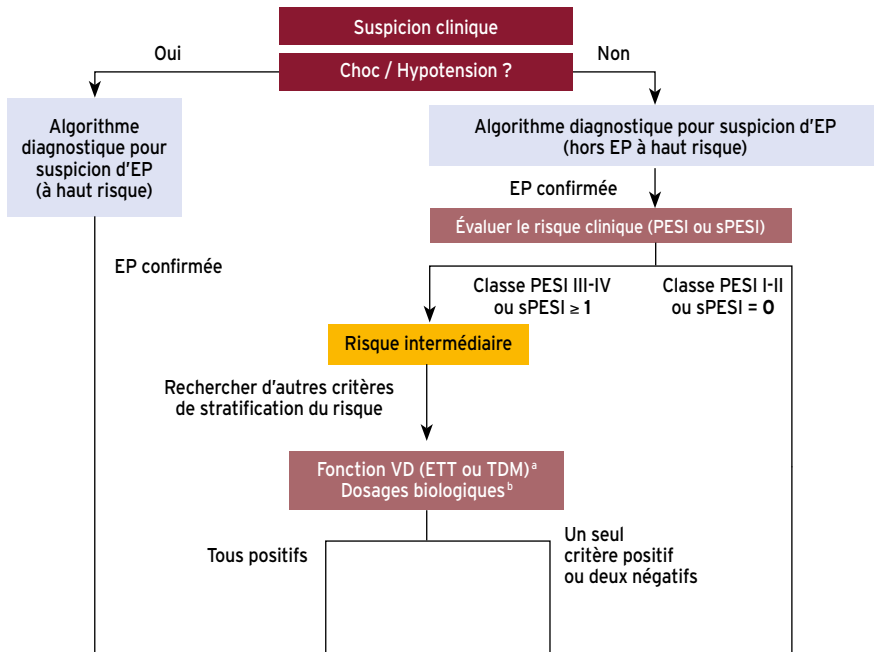 Suspicion clinique
Oui
Choc / Hypotension ?
Non
Algorithme
diagnostique pour
suspicion d'EP
(à haut risque)
Algorithme diagnostique pour suspicion d'EP
(hors EP à haut risque)
EP confirmée
Évaluer le risque clinique (PESI ou sPESI)
EP confirmée
Classe PESI III-IV
ou sPESI ≥ 1
Classe PESI I-II
ou sPESI = 0
Risque intermédiaire
Rechercher d'autres critères
de stratification du risque
Fonction VD (ETT ou TDM) a
Dosages biologiques b
Tous positifs
Un seul
critère positif
ou deux négatifs